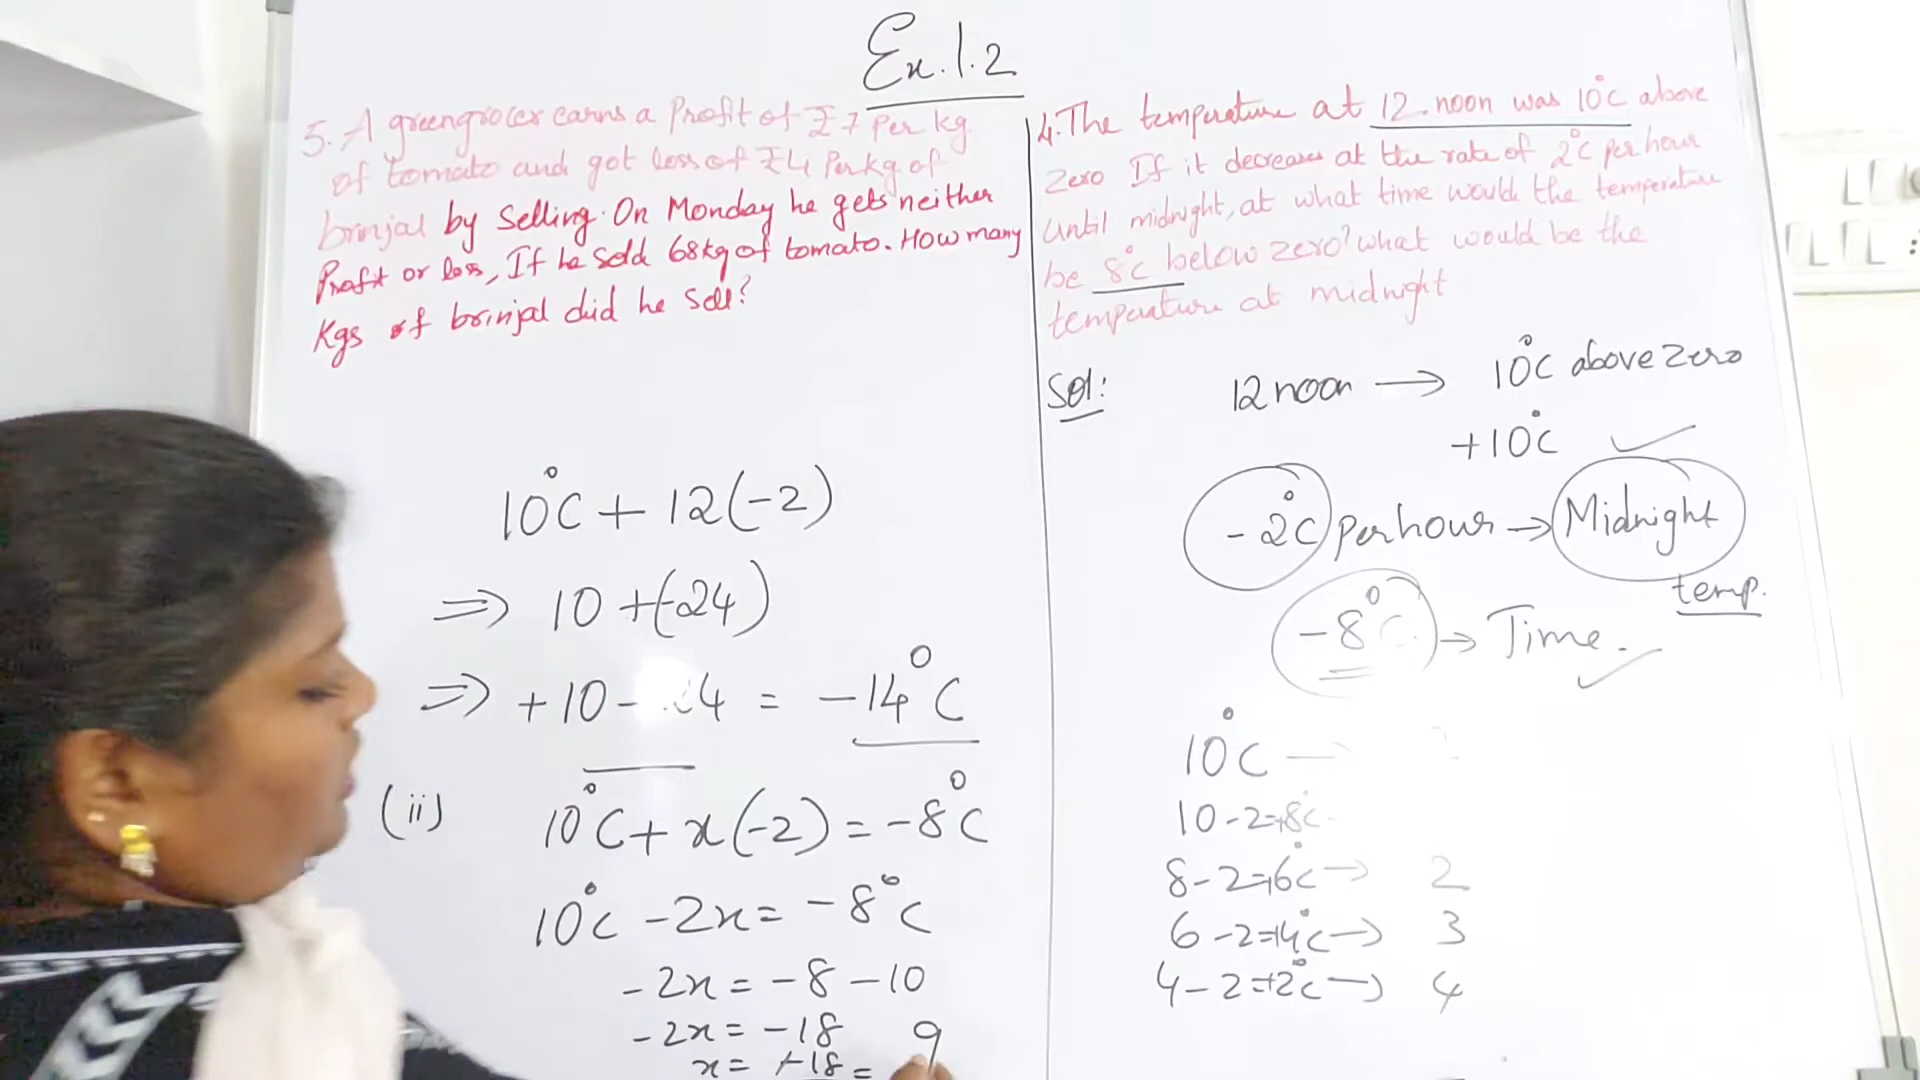 Ex.1.2
5. A greengrocer earns a Profit of ₹7 Per kg
of tomato and got loss of ₹4 Per kg of
brinjal by Selling. On Monday he gets neither
Profit or loss, If he Sold 68kg of tomato. How many
Kgs of brinjal did he sell?
10°C + 12(-2)
⇒ 10 +(-24)
⇒ +10 - 4 = -14°C
(ii) 10°C + x(-2) = -8°C
10°C - 2x = -8°C
-2x = -8 - 10
-2x = -18
x = +18 = 9
4. The temperature at 12.noon was 10°C above
Zero If it decreases at the rate of 2°C per hour
Until midnight, at what time would the temperature
be 8°C below zero? what would be the
temperature at midnight
Sol: 12 noon → 10°C above Zero
+10°C ✓
-2°C Per hour → Midnight
temp.
-8°C → Time.
10°C
10-2=+8°C
8-2=+6°C → 2
6-2=+4°C → 3
4-2=+2°C → 4